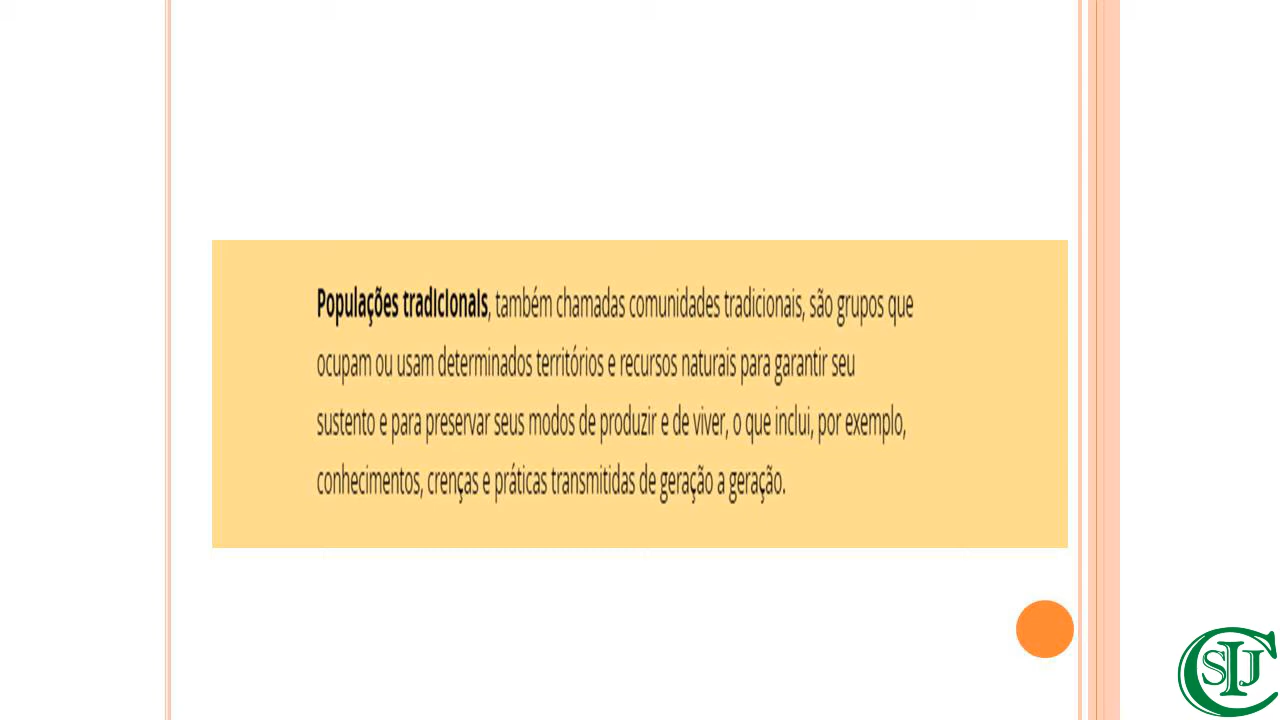 Populações tradicionais, também chamadas comunidades tradicionais, são grupos que
ocupam ou usam determinados territórios e recursos naturais para garantir seu
sustento e para preservar seus modos de produzir e de viver, o que inclui, por exemplo,
conhecimentos, crenças e práticas transmitidas de geração a geração.
CSIJ